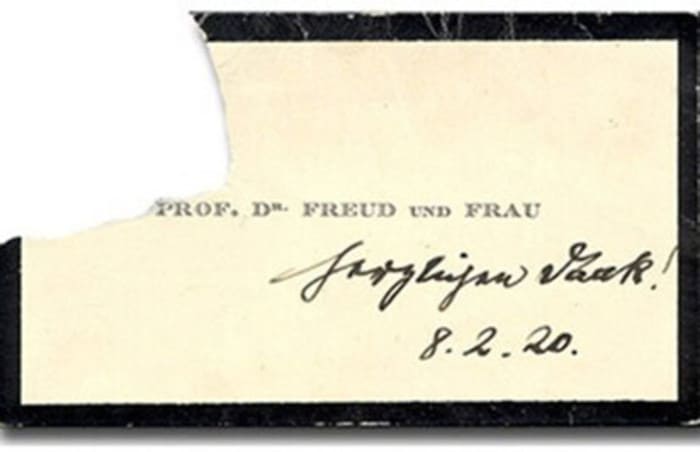 PROF. DR. FREUD UND FRAU
Herzlichen Dank!
8.2.20.